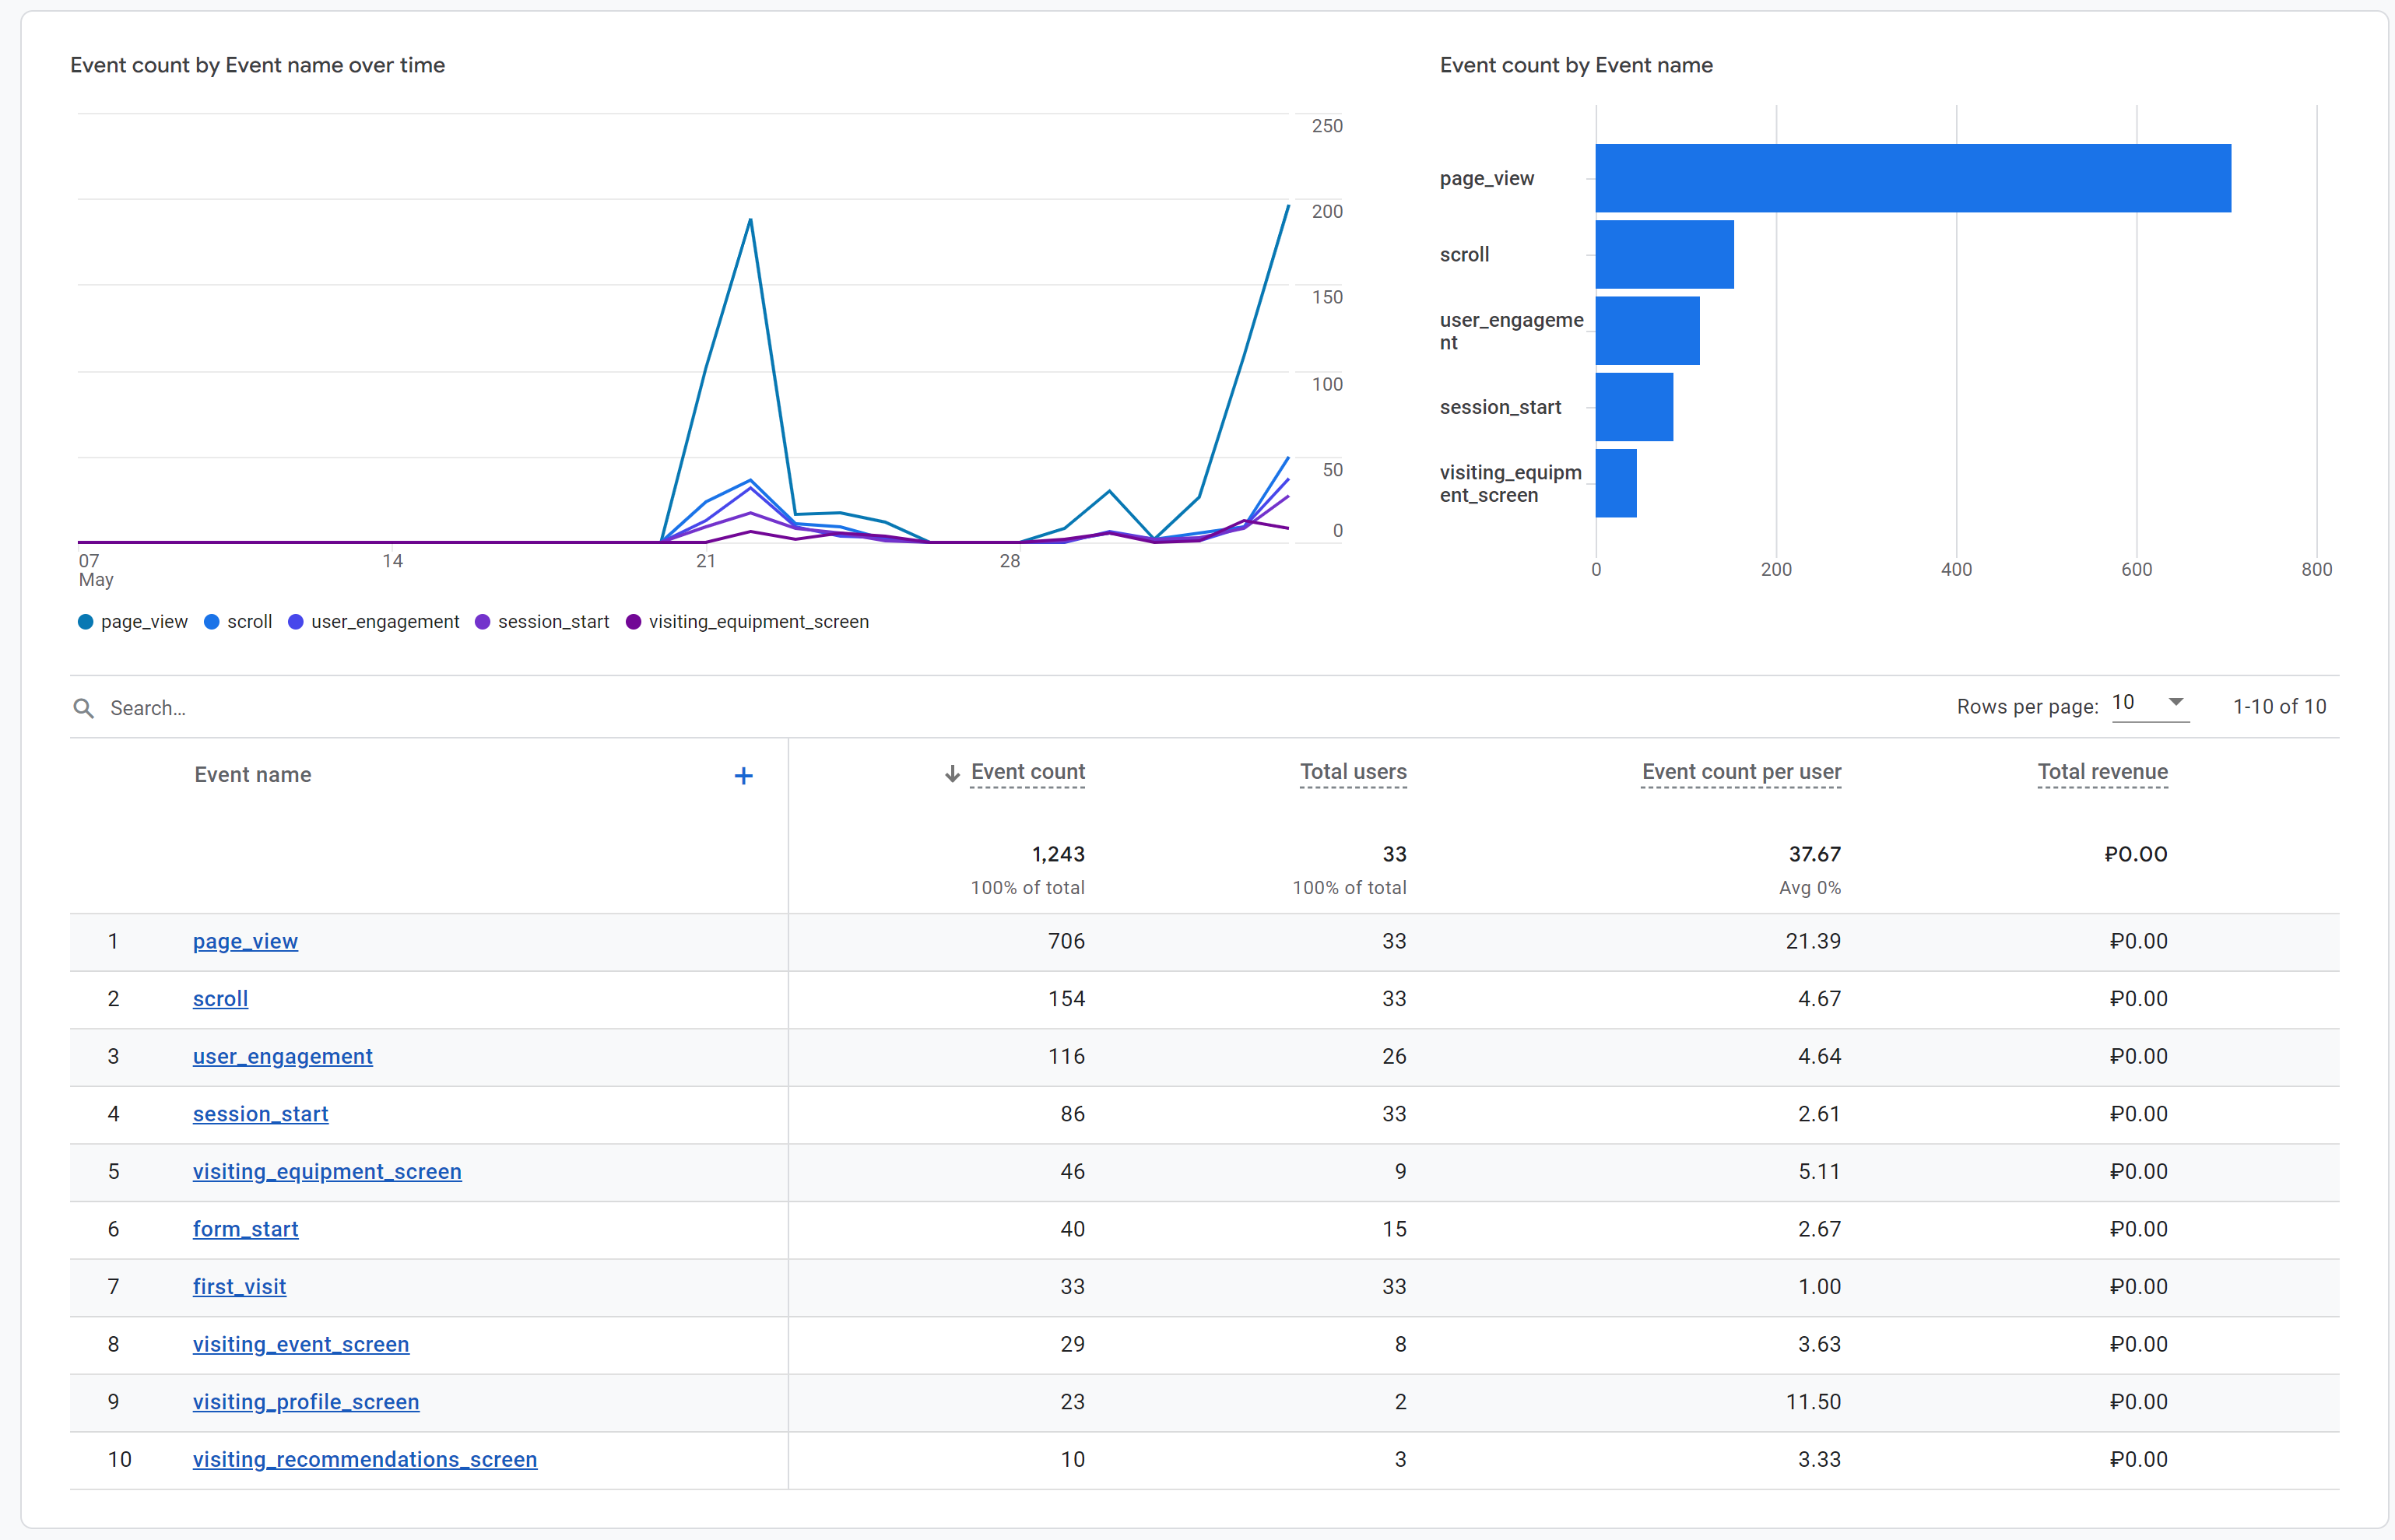 Event count by Event name over time
250
200
150
100
50
0
07
May
14
21
28
page_view scroll user_engagement session_start visiting_equipment_screen
Event count by Event name
page_view
scroll
user_engageme
nt
session_start
visiting_equipm
ent_screen
0 200 400 600 800
Search...
Rows per page: 10 1-10 of 10
Event name + ↓ Event count Total users Event count per user Total revenue
1,243 33 37.67 ₽0.00
100% of total 100% of total Avg 0%
1 page_view 706 33 21.39 ₽0.00
2 scroll 154 33 4.67 ₽0.00
3 user_engagement 116 26 4.64 ₽0.00
4 session_start 86 33 2.61 ₽0.00
5 visiting_equipment_screen 46 9 5.11 ₽0.00
6 form_start 40 15 2.67 ₽0.00
7 first_visit 33 33 1.00 ₽0.00
8 visiting_event_screen 29 8 3.63 ₽0.00
9 visiting_profile_screen 23 2 11.50 ₽0.00
10 visiting_recommendations_screen 10 3 3.33 ₽0.00